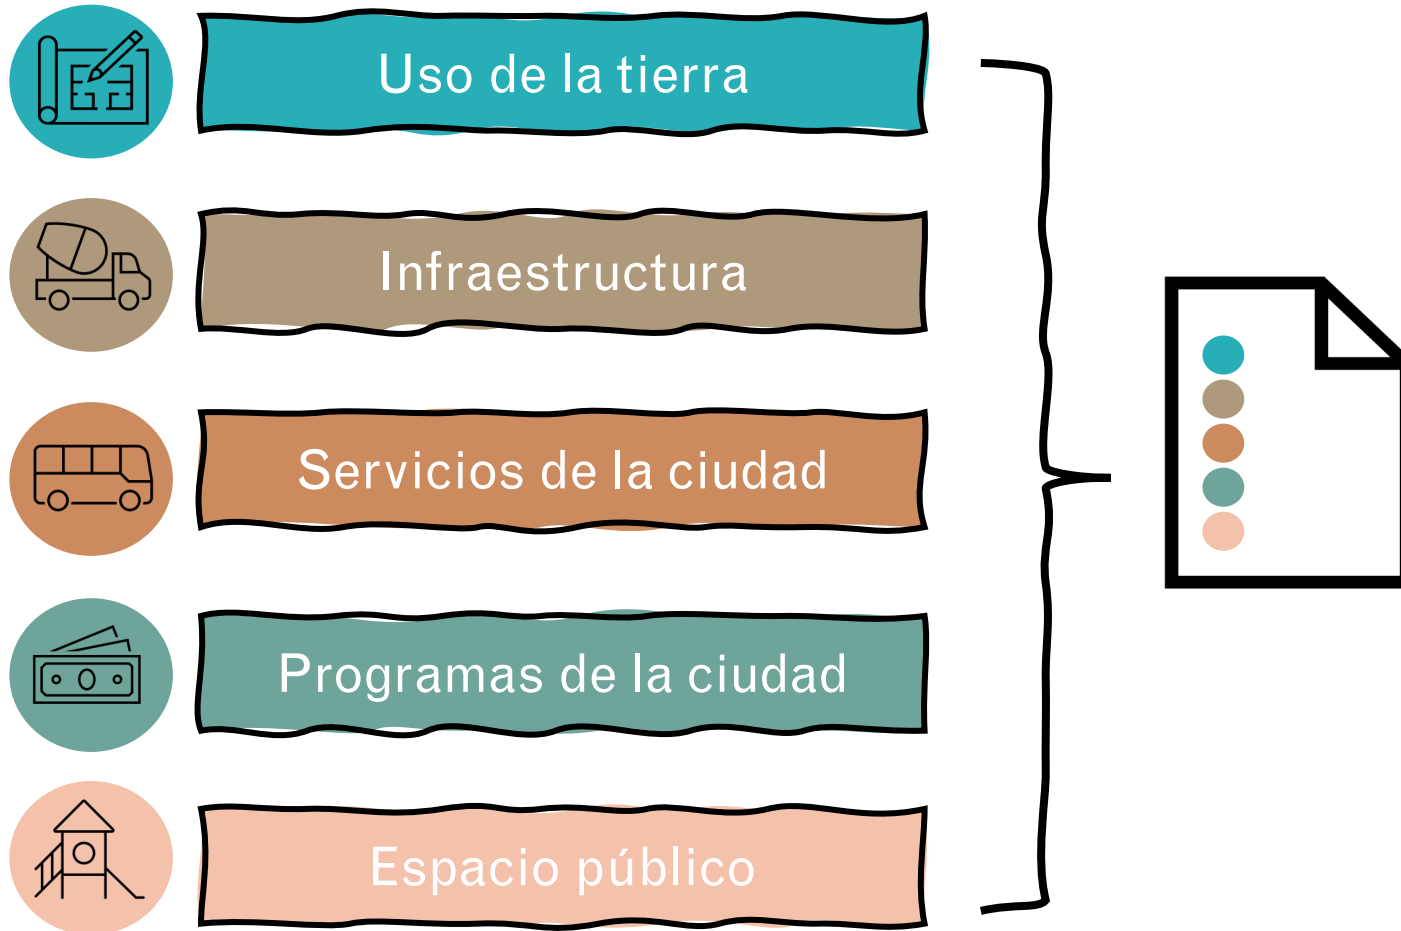 Uso de la tierra
Infraestructura
Servicios de la ciudad
Programas de la ciudad
Espacio público